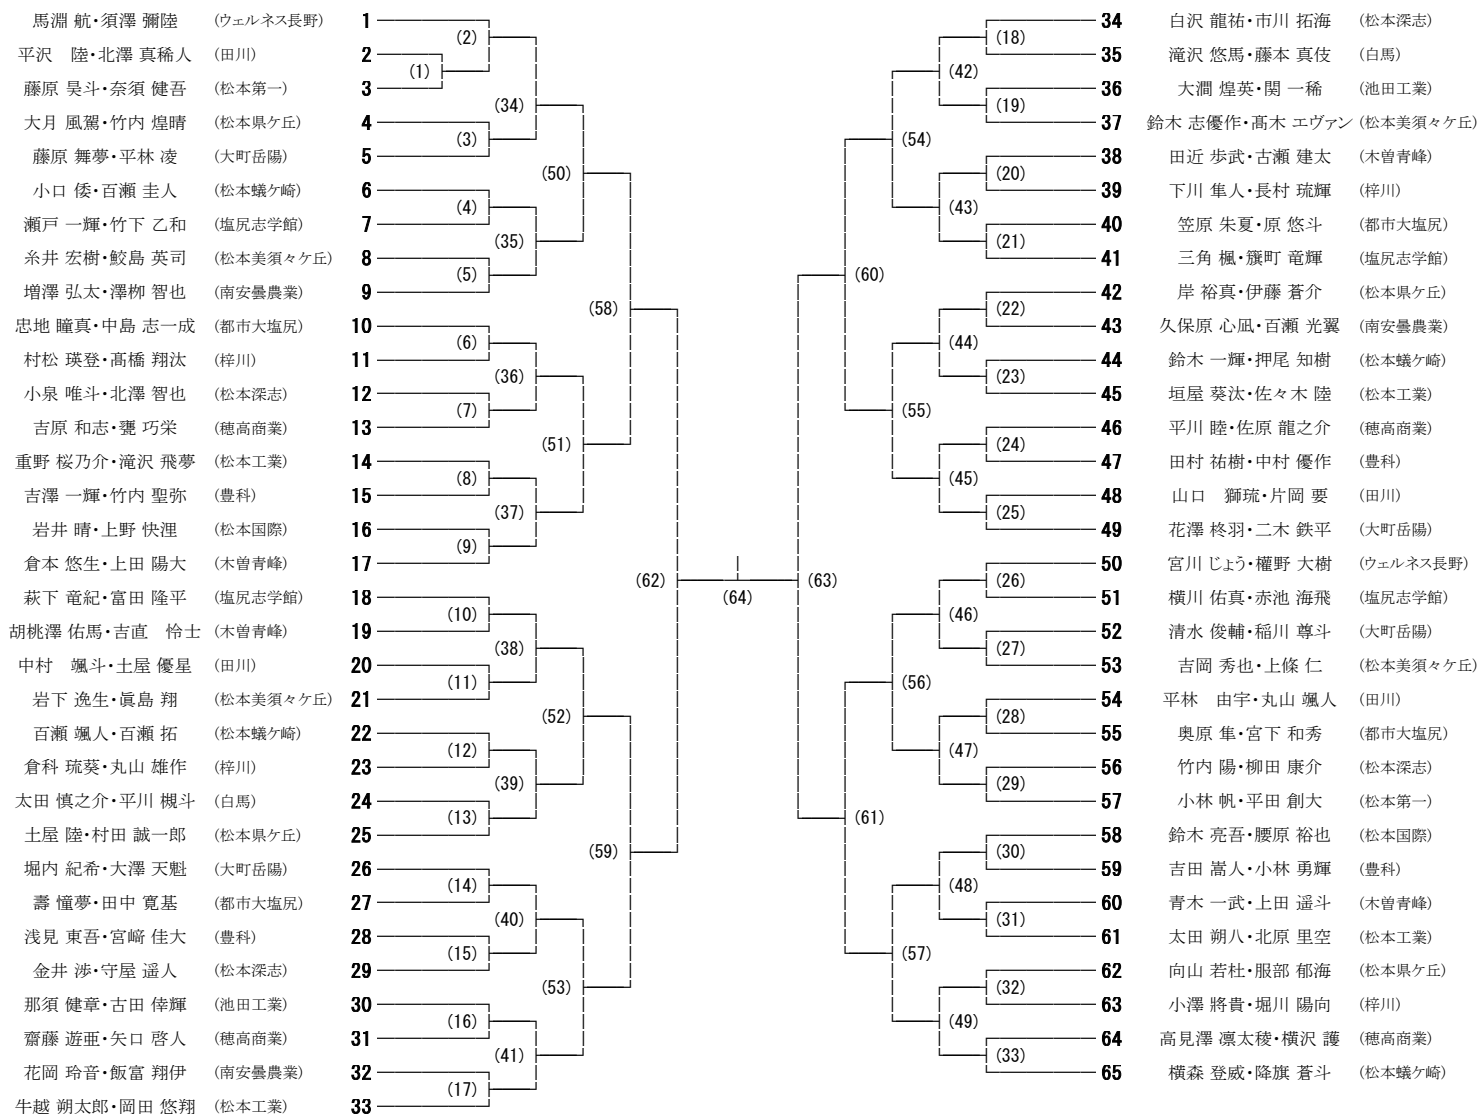 馬淵 航・須澤 彌陸 (ウェルネス長野) 1
平沢　陸・北澤 真稀人 (田川) 2
藤原 昊斗・奈須 健吾 (松本第一) 3
大月 風駕・竹内 煌晴 (松本県ケ丘) 4
藤原 舞夢・平林 凌 (大町岳陽) 5
小口 倭・百瀬 圭人 (松本蟻ケ崎) 6
瀬戸 一輝・竹下 乙和 (塩尻志学館) 7
糸井 宏樹・鮫島 英司 (松本美須々ケ丘) 8
増澤 弘太・澤栁 智也 (南安曇農業) 9
忠地 瞳真・中島 志一成 (都市大塩尻) 10
村松 瑛登・髙橋 翔汰 (梓川) 11
小泉 唯斗・北澤 智也 (松本深志) 12
吉原 和志・甕 巧栄 (穂高商業) 13
重野 桜乃介・滝沢 飛夢 (松本工業) 14
吉澤 一輝・竹内 聖弥 (豊科) 15
岩井 晴・上野 快浬 (松本国際) 16
倉本 悠生・上田 陽大 (木曽青峰) 17
萩下 竜紀・富田 隆平 (塩尻志学館) 18
胡桃澤 佑馬・吉直　怜士 (木曽青峰) 19
中村　颯斗・土屋 優星 (田川) 20
岩下 逸生・眞島 翔 (松本美須々ケ丘) 21
百瀬 颯人・百瀬 拓 (松本蟻ケ崎) 22
倉科 琉葵・丸山 雄作 (梓川) 23
太田 慎之介・平川 槻斗 (白馬) 24
土屋 陸・村田 誠一郎 (松本県ケ丘) 25
堀内 紀希・大澤 天魁 (大町岳陽) 26
壽 憧夢・田中 寛基 (都市大塩尻) 27
浅見 東吾・宮﨑 佳大 (豊科) 28
金井 渉・守屋 遥人 (松本深志) 29
那須 健章・古田 倖輝 (池田工業) 30
齋藤 遊亜・矢口 啓人 (穂高商業) 31
花岡 玲音・飯富 翔伊 (南安曇農業) 32
牛越 朔太郎・岡田 悠翔 (松本工業) 33
(1)
(2)
(3)
(4)
(5)
(6)
(7)
(8)
(9)
(10)
(11)
(12)
(13)
(14)
(15)
(16)
(17)
(34)
(35)
(36)
(37)
(38)
(39)
(40)
(41)
(50)
(51)
(52)
(53)
(58)
(59)
(62)
(64)
(63)
(60)
(61)
(54)
(55)
(56)
(57)
(42)
(43)
(44)
(45)
(46)
(47)
(48)
(49)
(18)
(19)
(20)
(21)
(22)
(23)
(24)
(25)
(26)
(27)
(28)
(29)
(30)
(31)
(32)
(33)
34 白沢 龍祐・市川 拓海 (松本深志)
35 滝沢 悠馬・藤本 真伎 (白馬)
36 大澗 煌英・関 一稀 (池田工業)
37 鈴木 志優作・髙木 エヴァン (松本美須々ケ丘)
38 田近 歩武・古瀬 建太 (木曽青峰)
39 下川 隼人・長村 琉輝 (梓川)
40 笠原 朱夏・原 悠斗 (都市大塩尻)
41 三角 楓・籏町 竜輝 (塩尻志学館)
42 岸 裕真・伊藤 蒼介 (松本県ケ丘)
43 久保原 心凪・百瀬 光翼 (南安曇農業)
44 鈴木 一輝・押尾 知樹 (松本蟻ケ崎)
45 垣屋 葵汰・佐々木 陸 (松本工業)
46 平川 睦・佐原 龍之介 (穂高商業)
47 田村 祐樹・中村 優作 (豊科)
48 山口　獅琉・片岡 要 (田川)
49 花澤 柊羽・二木 鉄平 (大町岳陽)
50 宮川 じょう・權野 大樹 (ウェルネス長野)
51 横川 佑真・赤池 海飛 (塩尻志学館)
52 清水 俊輔・稲川 尊斗 (大町岳陽)
53 吉岡 秀也・上條 仁 (松本美須々ケ丘)
54 平林　由宇・丸山 颯人 (田川)
55 奥原 隼・宮下 和秀 (都市大塩尻)
56 竹内 陽・柳田 康介 (松本深志)
57 小林 帆・平田 創大 (松本第一)
58 鈴木 亮吾・腰原 裕也 (松本国際)
59 吉田 嵩人・小林 勇輝 (豊科)
60 青木 一武・上田 遥斗 (木曽青峰)
61 太田 朔八・北原 里空 (松本工業)
62 向山 若杜・服部 郁海 (松本県ケ丘)
63 小澤 將貴・堀川 陽向 (梓川)
64 高見澤 凛太稜・横沢 護 (穂高商業)
65 横森 登威・降旗 蒼斗 (松本蟻ケ崎)